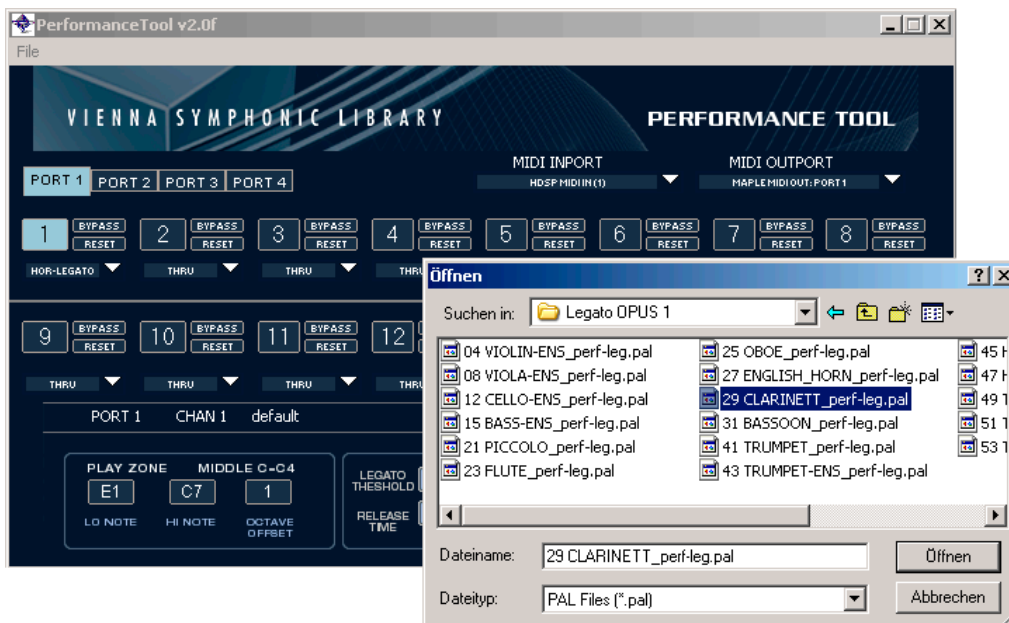 PerformanceTool v2.0f
File
VIENNA SYMPHONIC LIBRARY
PERFORMANCE TOOL
MIDI INPORT
MIDI OUTPORT
PORT 1 PORT 2 PORT 3 PORT 4
HDSP MIDI IN (1)
MAPLE MIDI OUT: PORT 1
1 BYPASS RESET 2 BYPASS RESET 3 BYPASS RESET 4 BYPASS RESET 5 BYPASS RESET 6 BYPASS RESET 7 BYPASS RESET 8 BYPASS RESET
HOR-LEGATO THRU THRU THRU
9 BYPASS RESET 10 BYPASS RESET 11 BYPASS RESET 12
THRU THRU THRU THRU
PORT 1 CHAN 1 default
PLAY ZONE MIDDLE C=C4
E1 C7 1
LO NOTE HI NOTE OCTAVE OFFSET
LEGATO THESHOLD
RELEASE TIME
Öffnen
Suchen in: Legato OPUS 1
04 VIOLIN-ENS_perf-leg.pal
08 VIOLA-ENS_perf-leg.pal
12 CELLO-ENS_perf-leg.pal
15 BASS-ENS_perf-leg.pal
21 PICCOLO_perf-leg.pal
23 FLUTE_perf-leg.pal
25 OBOE_perf-leg.pal
27 ENGLISH_HORN_perf-leg.pal
29 CLARINETT_perf-leg.pal
31 BASSOON_perf-leg.pal
41 TRUMPET_perf-leg.pal
43 TRUMPET-ENS_perf-leg.pal
45
47
49
51
53
Dateiname: 29 CLARINETT_perf-leg.pal Öffnen
Dateityp: PAL Files (*.pal) Abbrechen